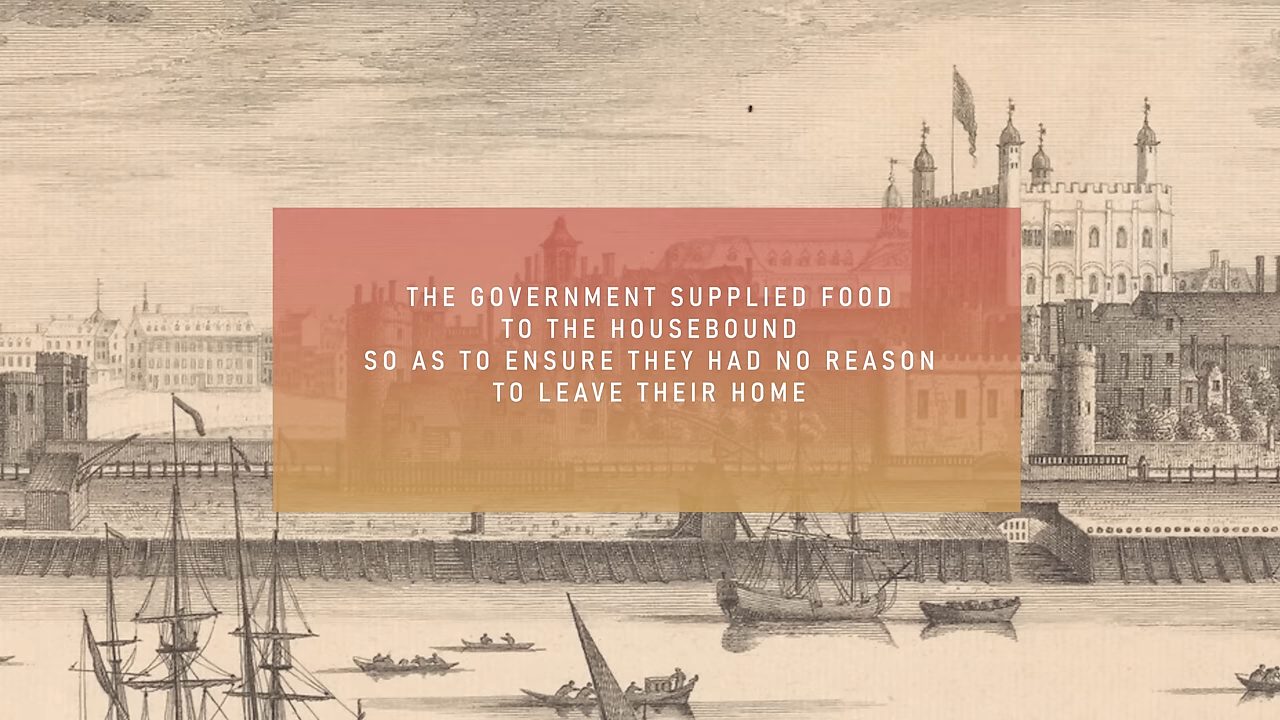 THE GOVERNMENT SUPPLIED FOOD
TO THE HOUSEBOUND
SO AS TO ENSURE THEY HAD NO REASON
TO LEAVE THEIR HOME